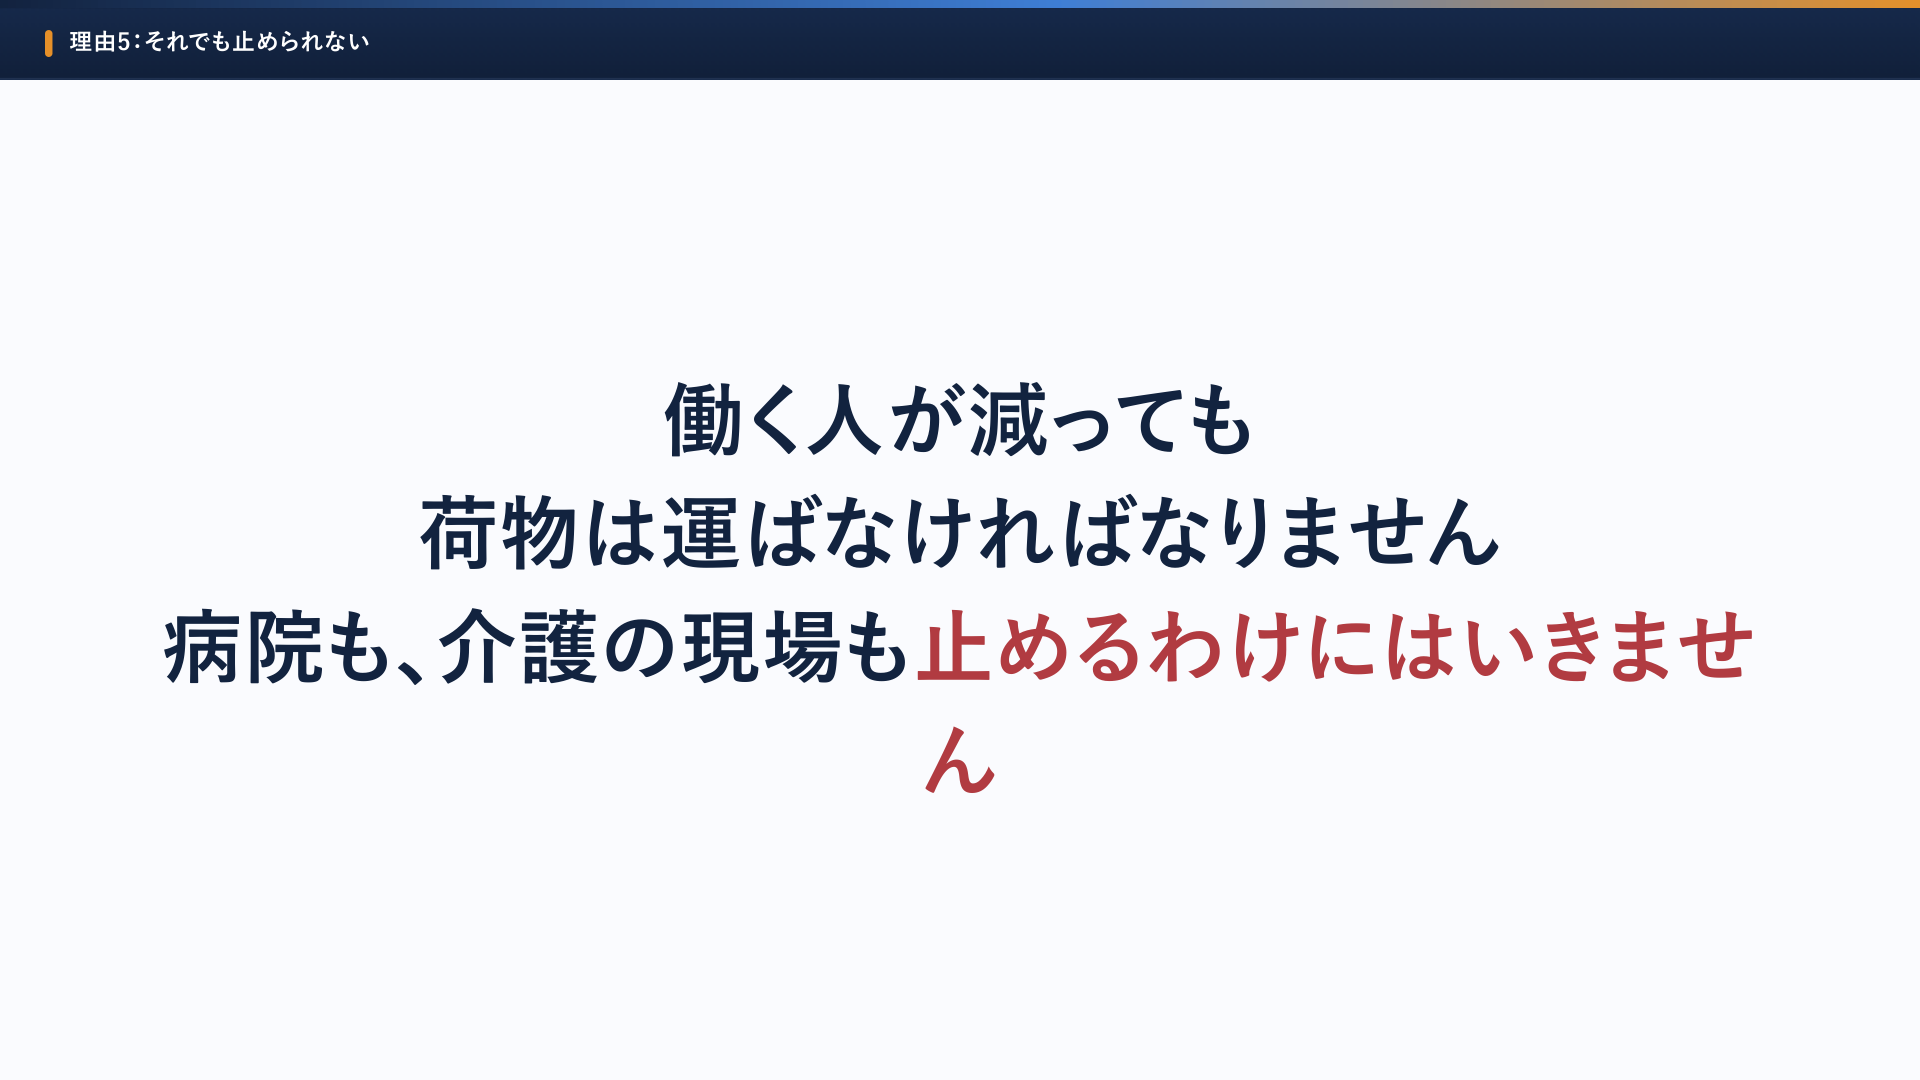 理由5：それでも止められない
働く人が減っても
荷物は運ばなければなりません
病院も、介護の現場も止めるわけにはいきませ
ん